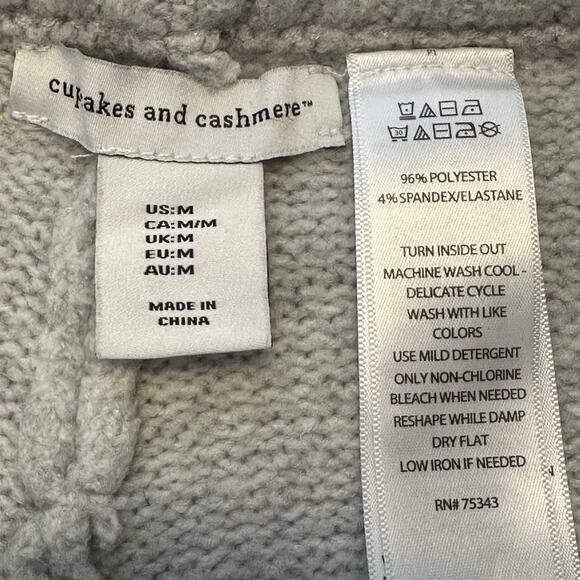 cupcakes and cashmere™
US:M
CA:M/M
UK:M
EU:M
AU:M
MADE IN
CHINA
30
96% POLYESTER
4% SPANDEX/ELASTANE
TURN INSIDE OUT
MACHINE WASH COOL -
DELICATE CYCLE
WASH WITH LIKE
COLORS
USE MILD DETERGENT
ONLY NON-CHLORINE
BLEACH WHEN NEEDED
RESHAPE WHILE DAMP
DRY FLAT
LOW IRON IF NEEDED
RN# 75343